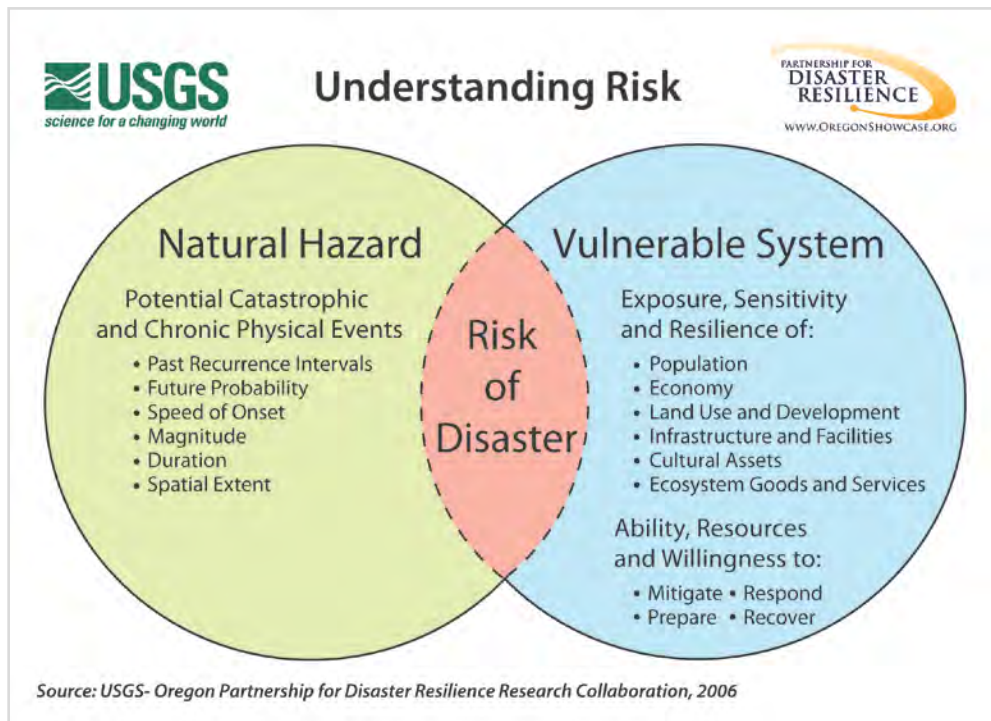 USGS
science for a changing world
Understanding Risk
PARTNERSHIP FOR
DISASTER
RESILIENCE
WWW.OREGONSHOWCASE.ORG
Natural Hazard
Potential Catastrophic
and Chronic Physical Events
• Past Recurrence Intervals
• Future Probability
• Speed of Onset
• Magnitude
• Duration
• Spatial Extent
Risk
of
Disaster
Vulnerable System
Exposure, Sensitivity
and Resilience of:
• Population
• Economy
• Land Use and Development
• Infrastructure and Facilities
• Cultural Assets
• Ecosystem Goods and Services
Ability, Resources
and Willingness to:
• Mitigate • Respond
• Prepare • Recover
Source: USGS- Oregon Partnership for Disaster Resilience Research Collaboration, 2006